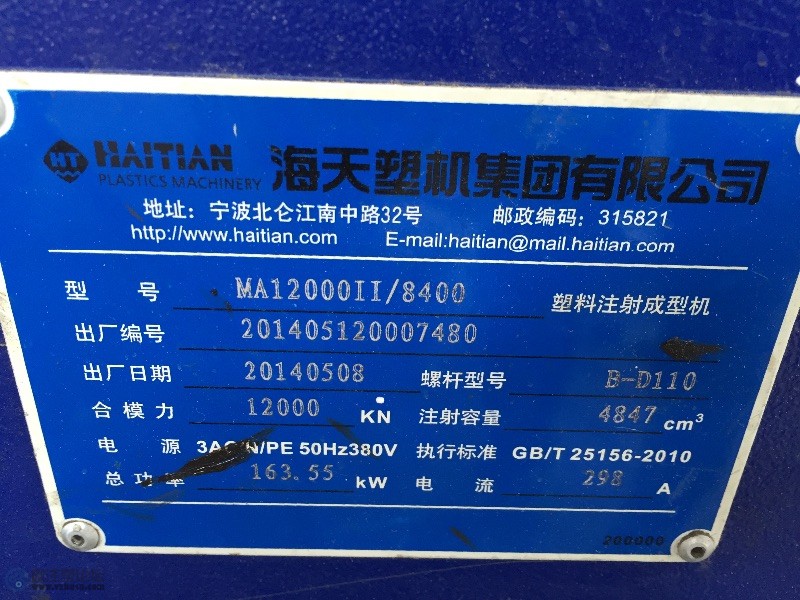 HT HAITIAN 海天塑机集团有限公司
PLASTICS MACHINERY
地址：宁波北仑江南中路32号 邮政编码：315821
http://www.haitian.com E-mail:haitian@mail.haitian.com
型 号 MA12000II/8400 塑料注射成型机
出厂编号 201405120007480
出厂日期 20140508 螺杆型号 B-D110
合模力 12000 KN 注射容量 4847 cm³
电 源 3AC/N/PE 50Hz380V 执行标准 GB/T 25156-2010
总功率 163.55 kW 电 流 298 A
200000